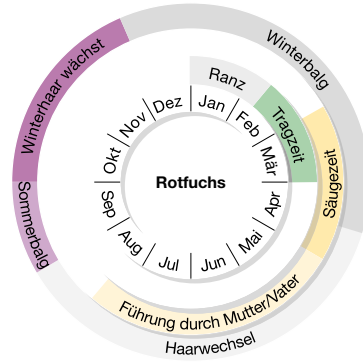 Winterhaar wächst
Winterbalg
Ranz
Tragzeit
Säugezeit
Dez
Jan
Feb
Mär
Apr
Mai
Jun
Jul
Aug
Sep
Okt
Nov
Rotfuchs
Sommerbalg
Führung durch Mutter/Vater
Haarwechsel